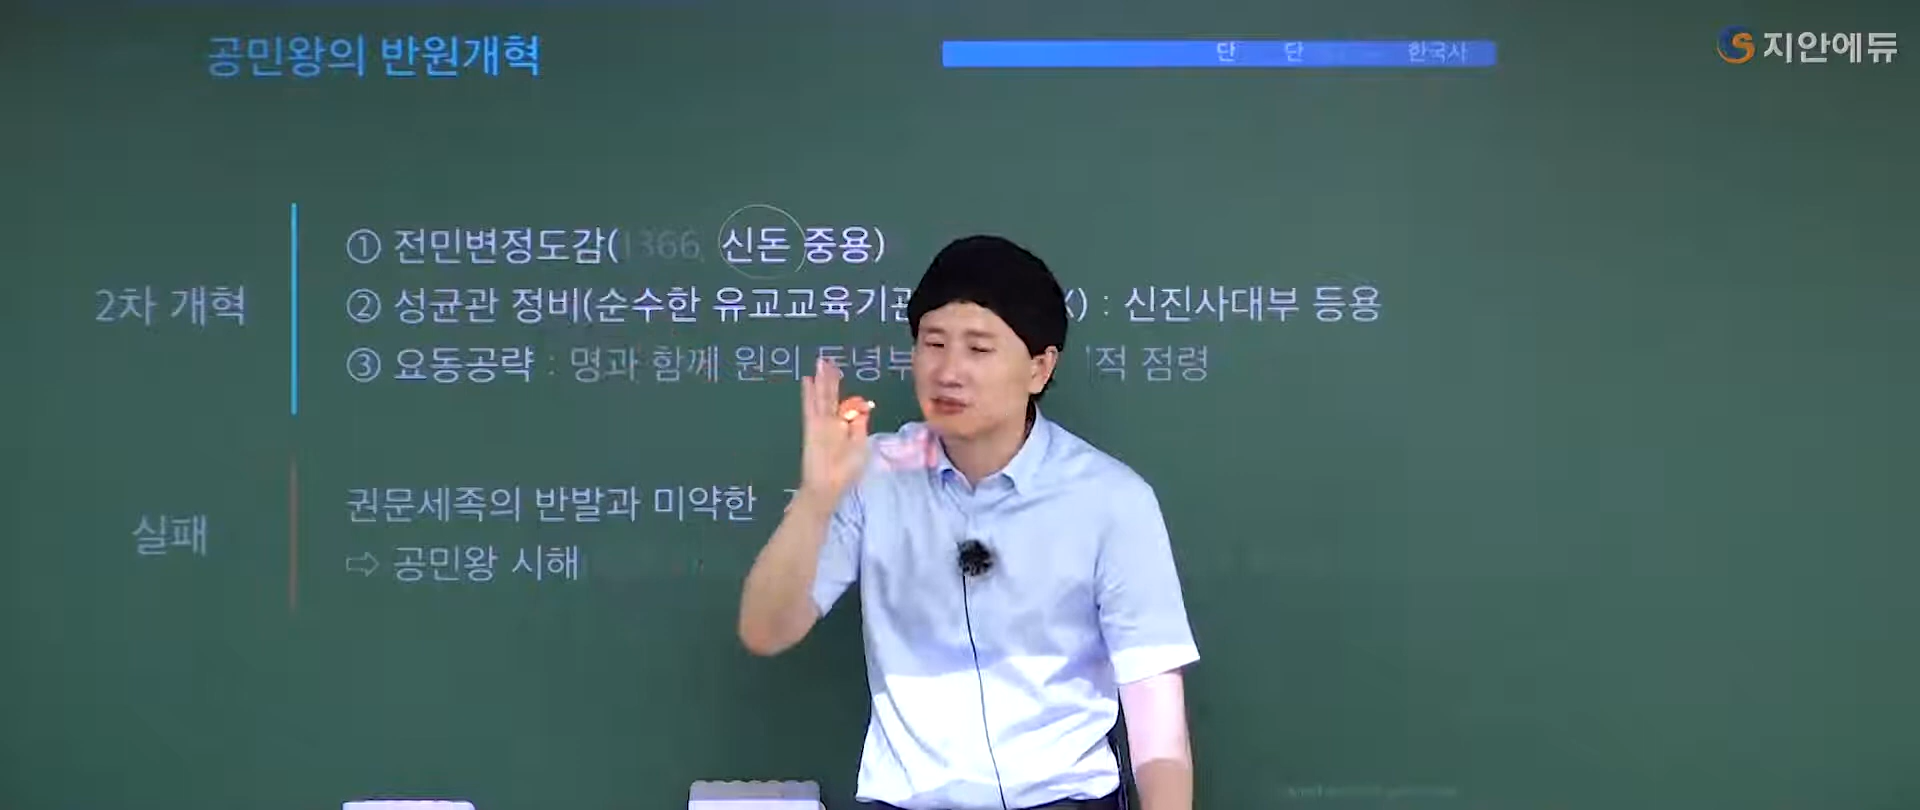 공민왕의 반원개혁
단 단 한국사
지안에듀
2차 개혁
① 전민변정도감(1366, 신돈 중용)
② 성균관 정비(순수한 유교교육기관 X) : 신진사대부 등용
③ 요동공략 : 명과 함께 원의 동녕부 적 점령
실패
권문세족의 반발과 미약한
⇨ 공민왕 시해